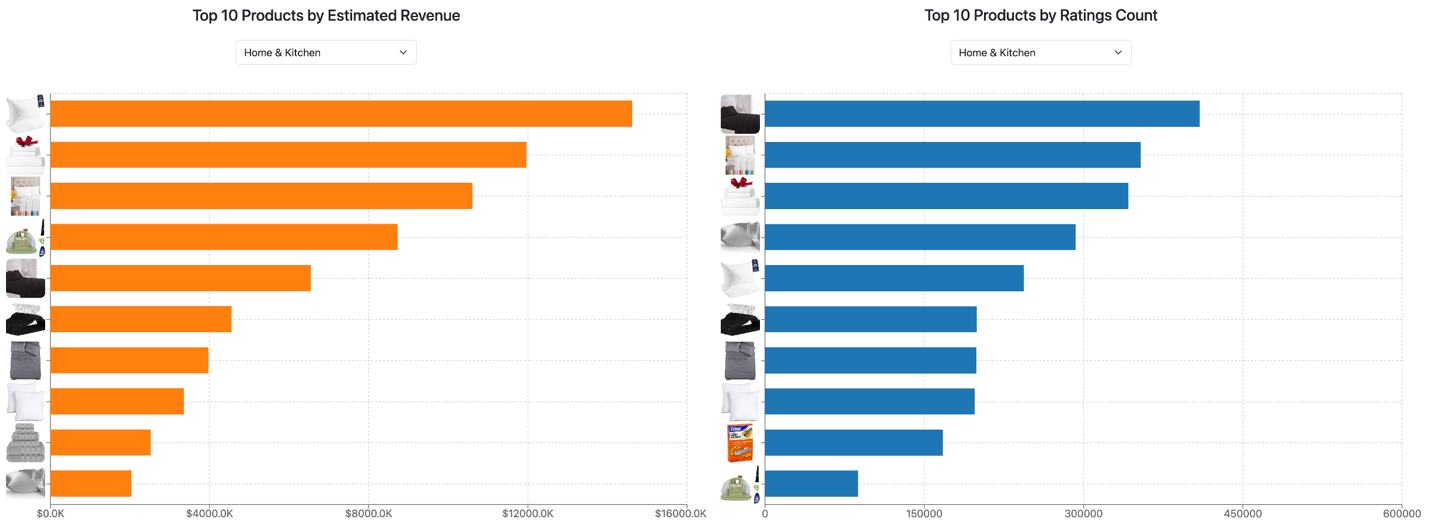 Top 10 Products by Estimated Revenue
Home & Kitchen
$0.0K
$4000.0K
$8000.0K
$12000.0K
$16000.0K
Top 10 Products by Ratings Count
Home & Kitchen
0
150000
300000
450000
600000